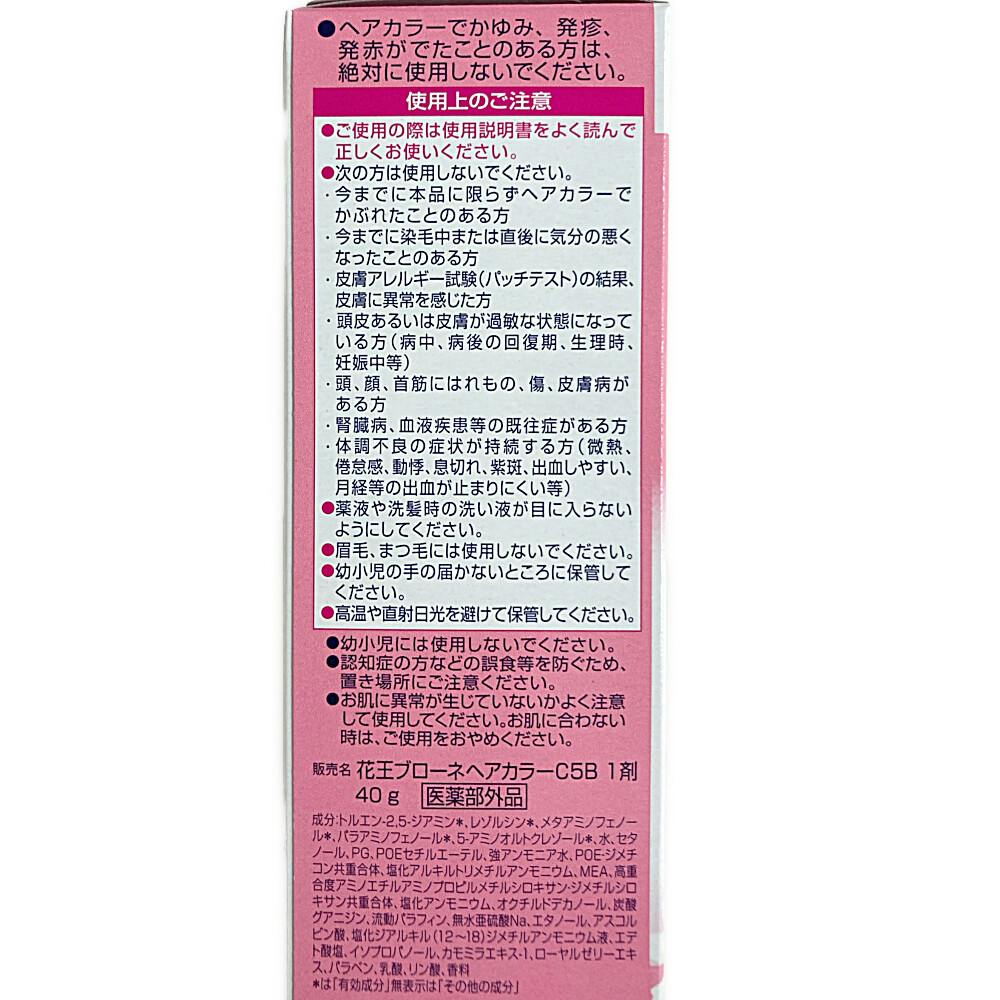 ●ヘアカラーでかゆみ、発疹、
発赤がでたことのある方は、
絶対に使用しないでください。
使用上のご注意
●ご使用の際は使用説明書をよく読んで
正しくお使いください。
●次の方は使用しないでください。
・今までに本品に限らずヘアカラーで
かぶれたことのある方
・今までに染毛中または直後に気分の悪く
なったことのある方
・皮膚アレルギー試験(パッチテスト)の結果、
皮膚に異常を感じた方
・頭皮あるいは皮膚が過敏な状態になって
いる方(病中、病後の回復期、生理時、
妊娠中等)
・頭、顔、首筋にはれもの、傷、皮膚病が
ある方
・腎臓病、血液疾患等の既往症がある方
・体調不良の症状が持続する方(微熱、
倦怠感、動悸、息切れ、紫斑、出血しやすい、
月経等の出血が止まりにくい等)
●薬液や洗髪時の洗い液が目に入らない
ようにしてください。
●眉毛、まつ毛には使用しないでください。
●幼小児の手の届かないところに保管して
ください。
●高温や直射日光を避けて保管してください。
●幼小児には使用しないでください。
●認知症の方などの誤食等を防ぐため、
置き場所にご注意ください。
●お肌に異常が生じていないかよく注意
して使用してください。お肌に合わない
時は、ご使用をおやめください。
販売名 花王ブローネヘアカラーC5B 1剤
40g 医薬部外品
成分:トルエン-2,5-ジアミン*、レゾルシン*、メタアミノフェノー
ル*、パラアミノフェノール*、5-アミノオルトクレゾール*、水、セタ
ノール、PG、POEセチルエーテル、強アンモニア水、POE・ジメチ
コン共重合体、塩化アルキルトリメチルアンモニウム、MEA、高重
合度アミノエチルアミノプロピルメチルシロキサン・ジメチルシロ
キサン共重合体、塩化アンモニウム、オクチルドデカノール、炭酸
グアニジン、流動パラフィン、無水亜硫酸Na、エタノール、アスコル
ビン酸、塩化ジアルキル(12～18)ジメチルアンモニウム液、エデ
ト酸塩、イソプロパノール、カモミラエキス-1、ローヤルゼリーエキ
ス、パラベン、乳酸、リン酸、香料
*は「有効成分」無表示は「その他の成分」